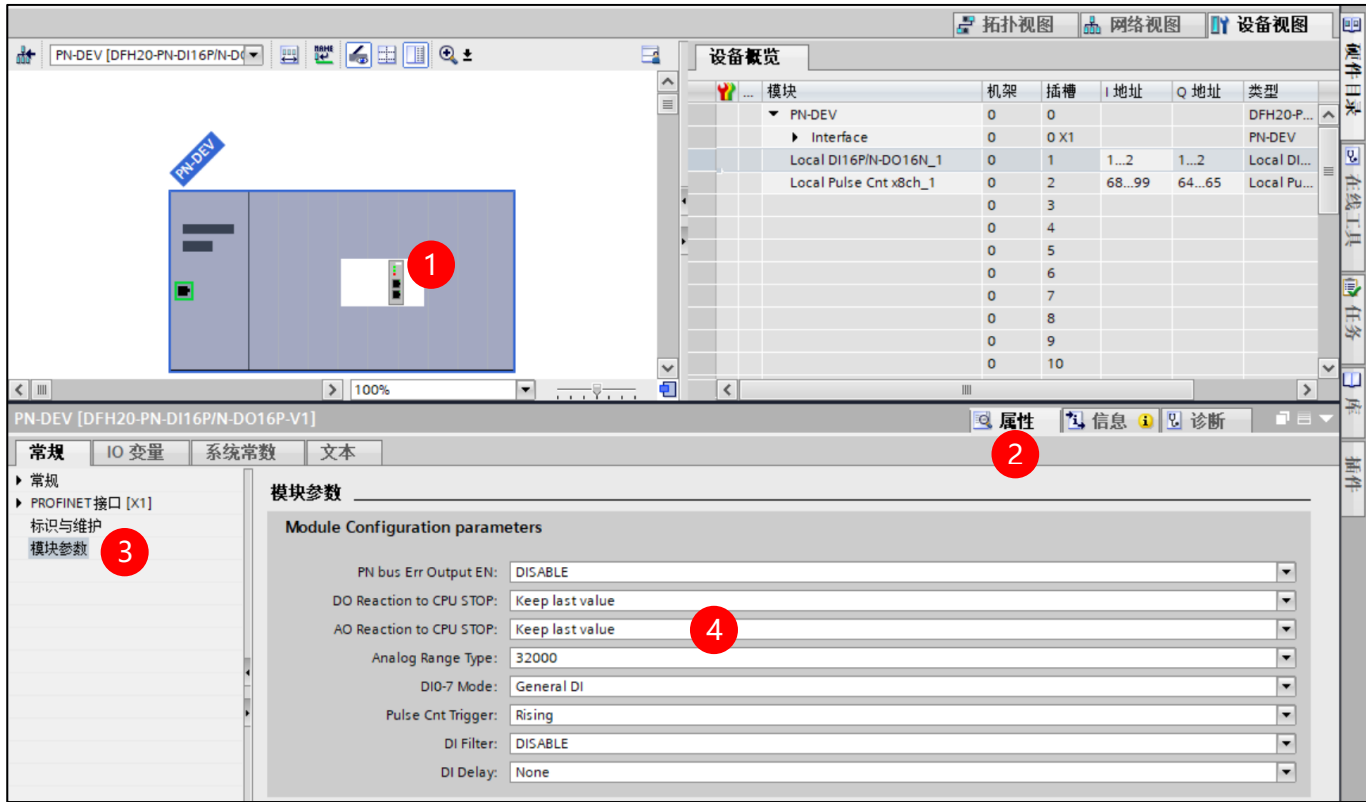 拓扑视图 网络视图 设备视图
PN-DEV [DFH20-PN-DI16P/N-D
设备概览
... 模块 机架 插槽 I 地址 Q 地址 类型
PN-DEV 0 0 DFH20-P...
Interface 0 0 X1 PN-DEV
Local DI16P/N-DO16N_1 0 1 1...2 1...2 Local DI...
Local Pulse Cnt x8ch_1 0 2 68...99 64...65 Local Pu...
0 3
0 4
0 5
0 6
0 7
0 8
0 9
0 10
PN-DEV
1
100%
硬件目录
在线工具
任务
库
插件
PN-DEV [DFH20-PN-DI16P/N-DO16P-V1]
属性 信息 诊断
2
常规 IO 变量 系统常数 文本
常规
PROFINET接口 [X1]
标识与维护
模块参数
3
模块参数
Module Configuration parameters
PN bus Err Output EN: DISABLE
DO Reaction to CPU STOP: Keep last value
AO Reaction to CPU STOP: Keep last value
4
Analog Range Type: 32000
DI0-7 Mode: General DI
Pulse Cnt Trigger: Rising
DI Filter: DISABLE
DI Delay: None